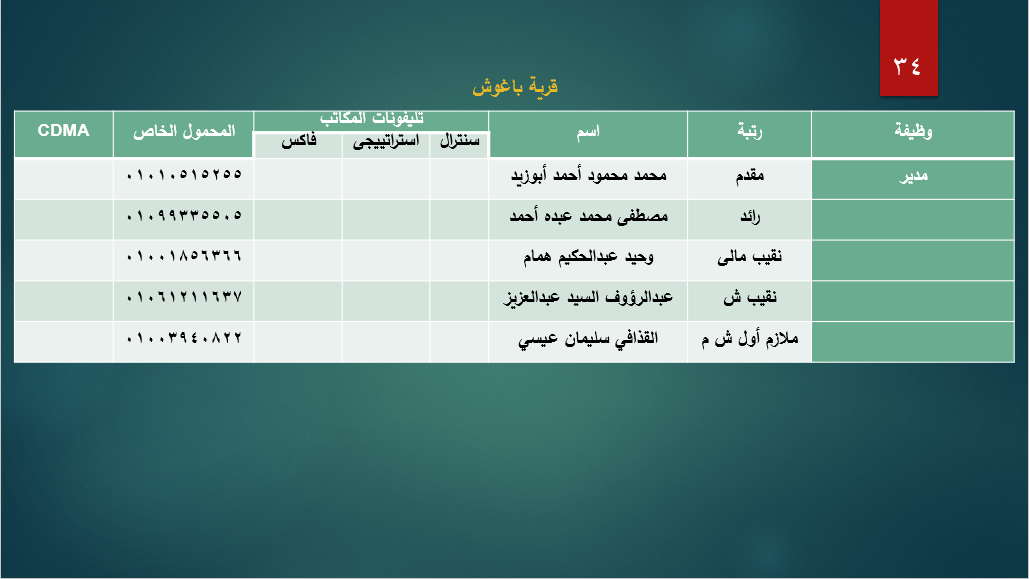 ٣٤
قرية باغوش
وظيفة رتبة اسم تليفونات المكاتب المحمول الخاص CDMA
سنترال استراتييجى فاكس
مدير مقدم محمد محمود أحمد أبوزيد ٠١٠١٠٥١٥٢٥٥
رائد مصطفى محمد عبده أحمد ٠١٠٩٩٣٣٥٥٠٥
نقيب مالى وحيد عبدالحكيم همام ٠١٠٠١٨٥٦٣٦٦
نقيب ش عبدالرؤوف السيد عبدالعزيز ٠١٠٦١٢١١٦٣٧
ملازم أول ش م القذافي سليمان عيسي ٠١٠٠٣٩٤٠٨٢٢